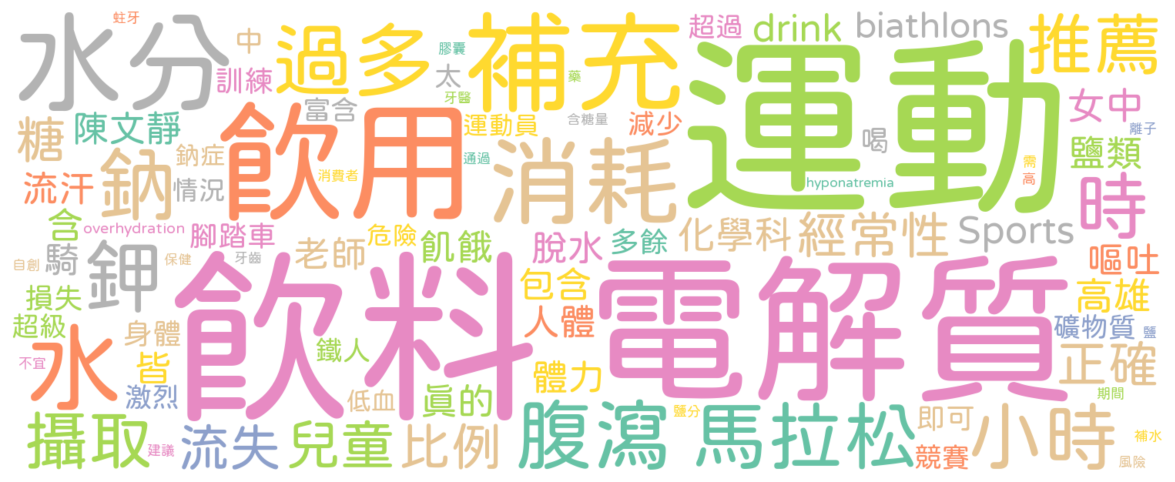 水分
蛀牙
中
過多
膠囊
補充
超過
drink
biathlons
推薦
訓練
太
牙醫
藥
運動
女中
離子
糖
陳文靜
富含
飲用
運動員
含糖量
減少
喝
鹽類
流汗
鈉
鈉症
情況
通過
消費者
消耗
hyponatremia
需
高
時
含
overhydration
腳踏車
危險
飢餓
脫水
多餘
化學科
經常性
Sports
嘔吐
自創
騎
鉀
保健
牙齒
老師
飲料
包含
電解質
高雄
損失
超級
水
身體
人體
礦物質
鹽
不宜
皆
鐵人
體力
正確
激烈
低血
真的
鹽分
即可
小時
期間
攝取
建議
流失
兒童
比例
腹瀉
馬拉松
競賽
補水
風險